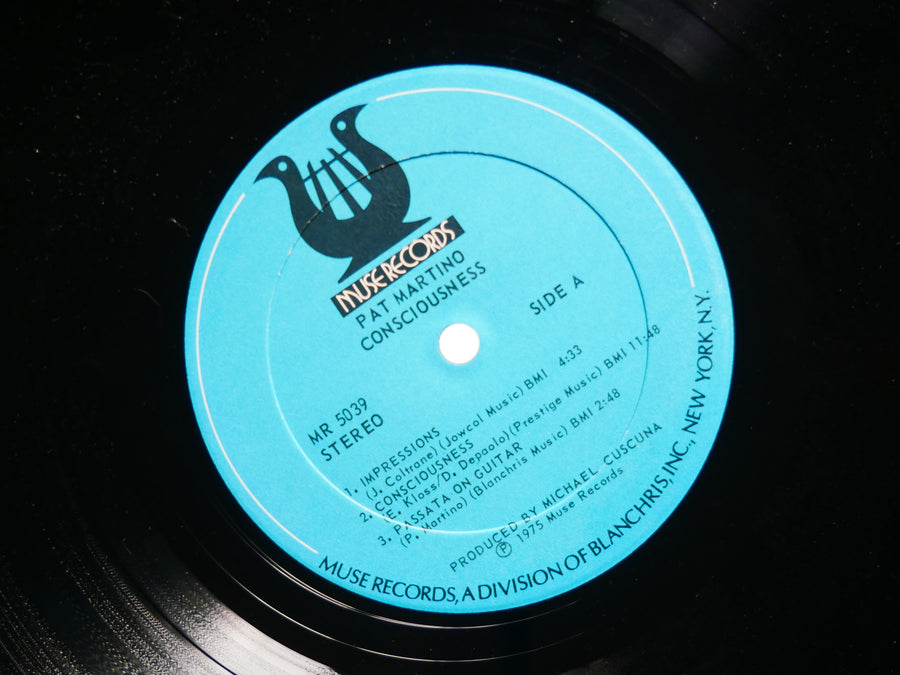 MUSE RECORDS
PAT MARTINO
CONSCIOUSNESS
SIDE A
MR 5039
STEREO
1. IMPRESSIONS
(J. Coltrane) (Jowcol Music) BMI 4:33
2. CONSCIOUSNESS
(E. Kloss/D. Depaolo) (Prestige Music) BMI 11:48
3. PASSATA ON GUITAR
(P. Martino) (Blanchris Music) BMI 2:48
PRODUCED BY MICHAEL CUSCUNA
Ⓟ 1975 Muse Records
MUSE RECORDS, A DIVISION OF BLANCHRIS, INC., NEW YORK, N.Y.